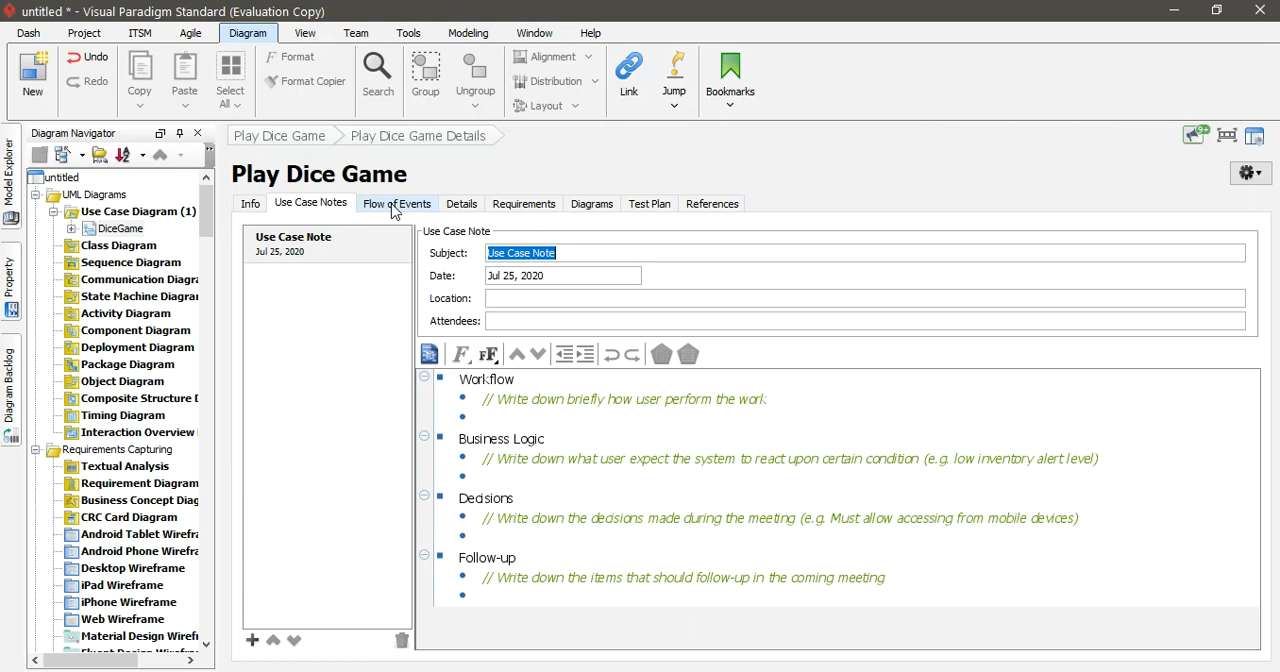 untitled * - Visual Paradigm Standard (Evaluation Copy)
Dash Project ITSM Agile Diagram View Team Tools Modeling Window Help
New
Undo
Redo
Copy
Paste
Select All
Format
Format Copier
Search
Group
Ungroup
Alignment
Distribution
Layout
Link
Jump
Bookmarks
Model Explorer
Property
Diagram Backlog
Diagram Navigator
untitled
UML Diagrams
Use Case Diagram (1)
DiceGame
Class Diagram
Sequence Diagram
Communication Diagra
State Machine Diagran
Activity Diagram
Component Diagram
Deployment Diagram
Package Diagram
Object Diagram
Composite Structure D
Timing Diagram
Interaction Overview
Requirements Capturing
Textual Analysis
Requirement Diagram
Business Concept Diag
CRC Card Diagram
Android Tablet Wirefra
Android Phone Wirefra
Desktop Wireframe
iPad Wireframe
iPhone Wireframe
Web Wireframe
Material Design Wirefr
Fluent Design Wirefra
Play Dice Game Play Dice Game Details
9+
Play Dice Game
Info Use Case Notes Flow of Events Details Requirements Diagrams Test Plan References
Use Case Note
Jul 25, 2020
Use Case Note
Subject: Use Case Note
Date: Jul 25, 2020
Location:
Attendees:
Workflow
// Write down briefly how user perform the work.
Business Logic
// Write down what user expect the system to react upon certain condition (e.g. low inventory alert level)
Decisions
// Write down the decisions made during the meeting (e.g. Must allow accessing from mobile devices)
Follow-up
// Write down the items that should follow-up in the coming meeting